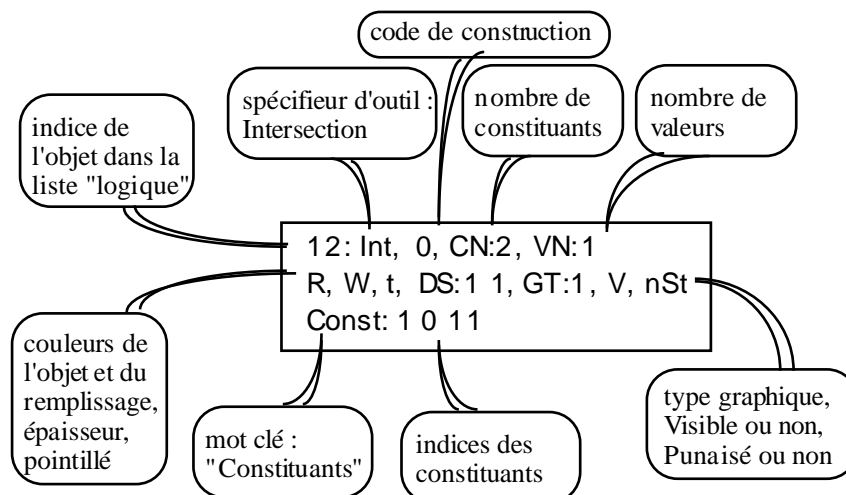 code de construction
spécifieur d'outil :
Intersection
nombre de
constituants
nombre de
valeurs
indice de
l'objet dans la
liste "logique"
12: Int, 0, CN:2, VN:1
R, W, t, DS:1 1, GT:1, V, nSt
Const: 1 0 11
couleurs de
l'objet et du
remplissage,
épaisseur,
pointillé
mot clé :
"Constituants"
indices des
constituants
type graphique,
Visible ou non,
Punaisé ou non